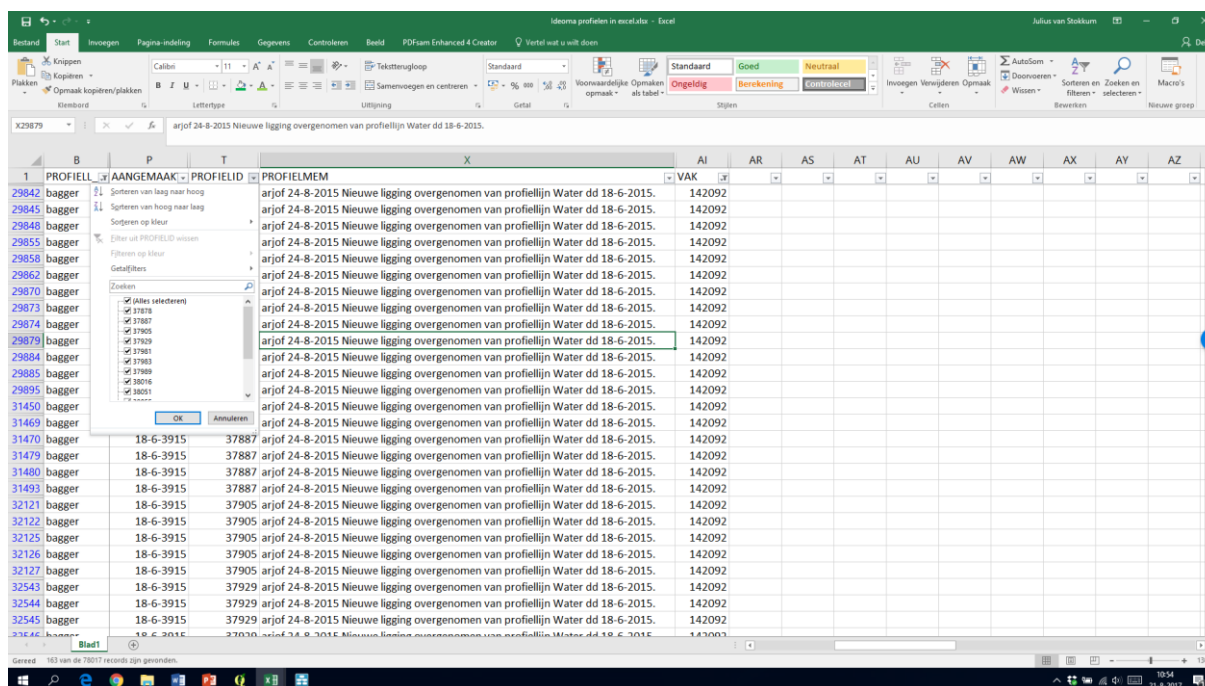 Ideoma profielen in excel.xlsx - Excel
Julius van Stokkum
Bestand Start Invoegen Pagina-indeling Formules Gegevens Controleren Beeld PDFsam Enhanced 4 Creator Vertel wat u wilt doen
Plakken
Knippen
Kopiëren
Opmaak kopiëren/plakken
Klembord
Calibri 11
B I U
Lettertype
Tekstterugloop
Samenvoegen en centreren
Uitlijning
Standaard
% 000
Getal
Voorwaardelijke opmaak
Opmaken als tabel
Standaard Goed Neutraal
Ongeldig Berekening Controlecel
Stijlen
Invoegen Verwijderen Opmaak
Cellen
AutoSom
Doorvoeren
Wissen
Sorteren en filteren
Zoeken en selecteren
Bewerken
Macro's
Nieuwe groep
X29879 fx arjof 24-8-2015 Nieuwe ligging overgenomen van profiellijn Water dd 18-6-2015.
B P T X AI AR AS AT AU AV AW AX AY AZ
1 PROFIELL_ AANGEMAAK PROFIELID PROFIELMEM VAK
29842 bagger arjof 24-8-2015 Nieuwe ligging overgenomen van profiellijn Water dd 18-6-2015. 142092
29845 bagger arjof 24-8-2015 Nieuwe ligging overgenomen van profiellijn Water dd 18-6-2015. 142092
29848 bagger arjof 24-8-2015 Nieuwe ligging overgenomen van profiellijn Water dd 18-6-2015. 142092
29855 bagger arjof 24-8-2015 Nieuwe ligging overgenomen van profiellijn Water dd 18-6-2015. 142092
29858 bagger arjof 24-8-2015 Nieuwe ligging overgenomen van profiellijn Water dd 18-6-2015. 142092
29862 bagger arjof 24-8-2015 Nieuwe ligging overgenomen van profiellijn Water dd 18-6-2015. 142092
29870 bagger arjof 24-8-2015 Nieuwe ligging overgenomen van profiellijn Water dd 18-6-2015. 142092
29873 bagger arjof 24-8-2015 Nieuwe ligging overgenomen van profiellijn Water dd 18-6-2015. 142092
29874 bagger arjof 24-8-2015 Nieuwe ligging overgenomen van profiellijn Water dd 18-6-2015. 142092
29879 bagger arjof 24-8-2015 Nieuwe ligging overgenomen van profiellijn Water dd 18-6-2015. 142092
29884 bagger arjof 24-8-2015 Nieuwe ligging overgenomen van profiellijn Water dd 18-6-2015. 142092
29885 bagger arjof 24-8-2015 Nieuwe ligging overgenomen van profiellijn Water dd 18-6-2015. 142092
29895 bagger arjof 24-8-2015 Nieuwe ligging overgenomen van profiellijn Water dd 18-6-2015. 142092
31450 bagger arjof 24-8-2015 Nieuwe ligging overgenomen van profiellijn Water dd 18-6-2015. 142092
31469 bagger arjof 24-8-2015 Nieuwe ligging overgenomen van profiellijn Water dd 18-6-2015. 142092
Sorteren van laag naar hoog
Sorteren van hoog naar laag
Sorteren op kleur
Filter uit PROFIELID wissen
Filteren op kleur
Getalfilters
Zoeken
(Alles selecteren)
37878
37887
37905
37929
37981
37983
37989
38016
38051
OK Annuleren
31470 bagger 18-6-3915 37887 arjof 24-8-2015 Nieuwe ligging overgenomen van profiellijn Water dd 18-6-2015. 142092
31479 bagger 18-6-3915 37887 arjof 24-8-2015 Nieuwe ligging overgenomen van profiellijn Water dd 18-6-2015. 142092
31480 bagger 18-6-3915 37887 arjof 24-8-2015 Nieuwe ligging overgenomen van profiellijn Water dd 18-6-2015. 142092
31493 bagger 18-6-3915 37887 arjof 24-8-2015 Nieuwe ligging overgenomen van profiellijn Water dd 18-6-2015. 142092
32121 bagger 18-6-3915 37905 arjof 24-8-2015 Nieuwe ligging overgenomen van profiellijn Water dd 18-6-2015. 142092
32122 bagger 18-6-3915 37905 arjof 24-8-2015 Nieuwe ligging overgenomen van profiellijn Water dd 18-6-2015. 142092
32125 bagger 18-6-3915 37905 arjof 24-8-2015 Nieuwe ligging overgenomen van profiellijn Water dd 18-6-2015. 142092
32126 bagger 18-6-3915 37905 arjof 24-8-2015 Nieuwe ligging overgenomen van profiellijn Water dd 18-6-2015. 142092
32127 bagger 18-6-3915 37905 arjof 24-8-2015 Nieuwe ligging overgenomen van profiellijn Water dd 18-6-2015. 142092
32543 bagger 18-6-3915 37929 arjof 24-8-2015 Nieuwe ligging overgenomen van profiellijn Water dd 18-6-2015. 142092
32544 bagger 18-6-3915 37929 arjof 24-8-2015 Nieuwe ligging overgenomen van profiellijn Water dd 18-6-2015. 142092
32545 bagger 18-6-3915 37929 arjof 24-8-2015 Nieuwe ligging overgenomen van profiellijn Water dd 18-6-2015. 142092
32546 bagger 18-6-3915 37929 arjof 24-8-2015 Nieuwe ligging overgenomen van profiellijn Water dd 18-6-2015. 142092
Blad1
Gereed 163 van de 78017 records zijn gevonden.
10:54
21-8-2017